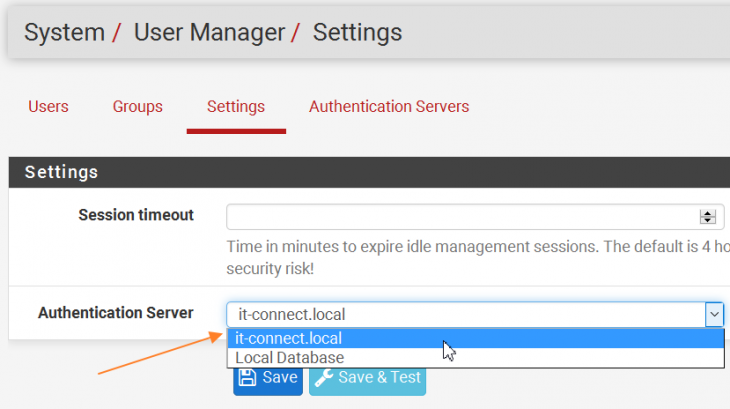 System / User Manager / Settings
Users Groups Settings Authentication Servers
Settings
Session timeout
Time in minutes to expire idle management sessions. The default is 4 ho
security risk!
Authentication Server it-connect.local
it-connect.local
Local Database
Save Save & Test